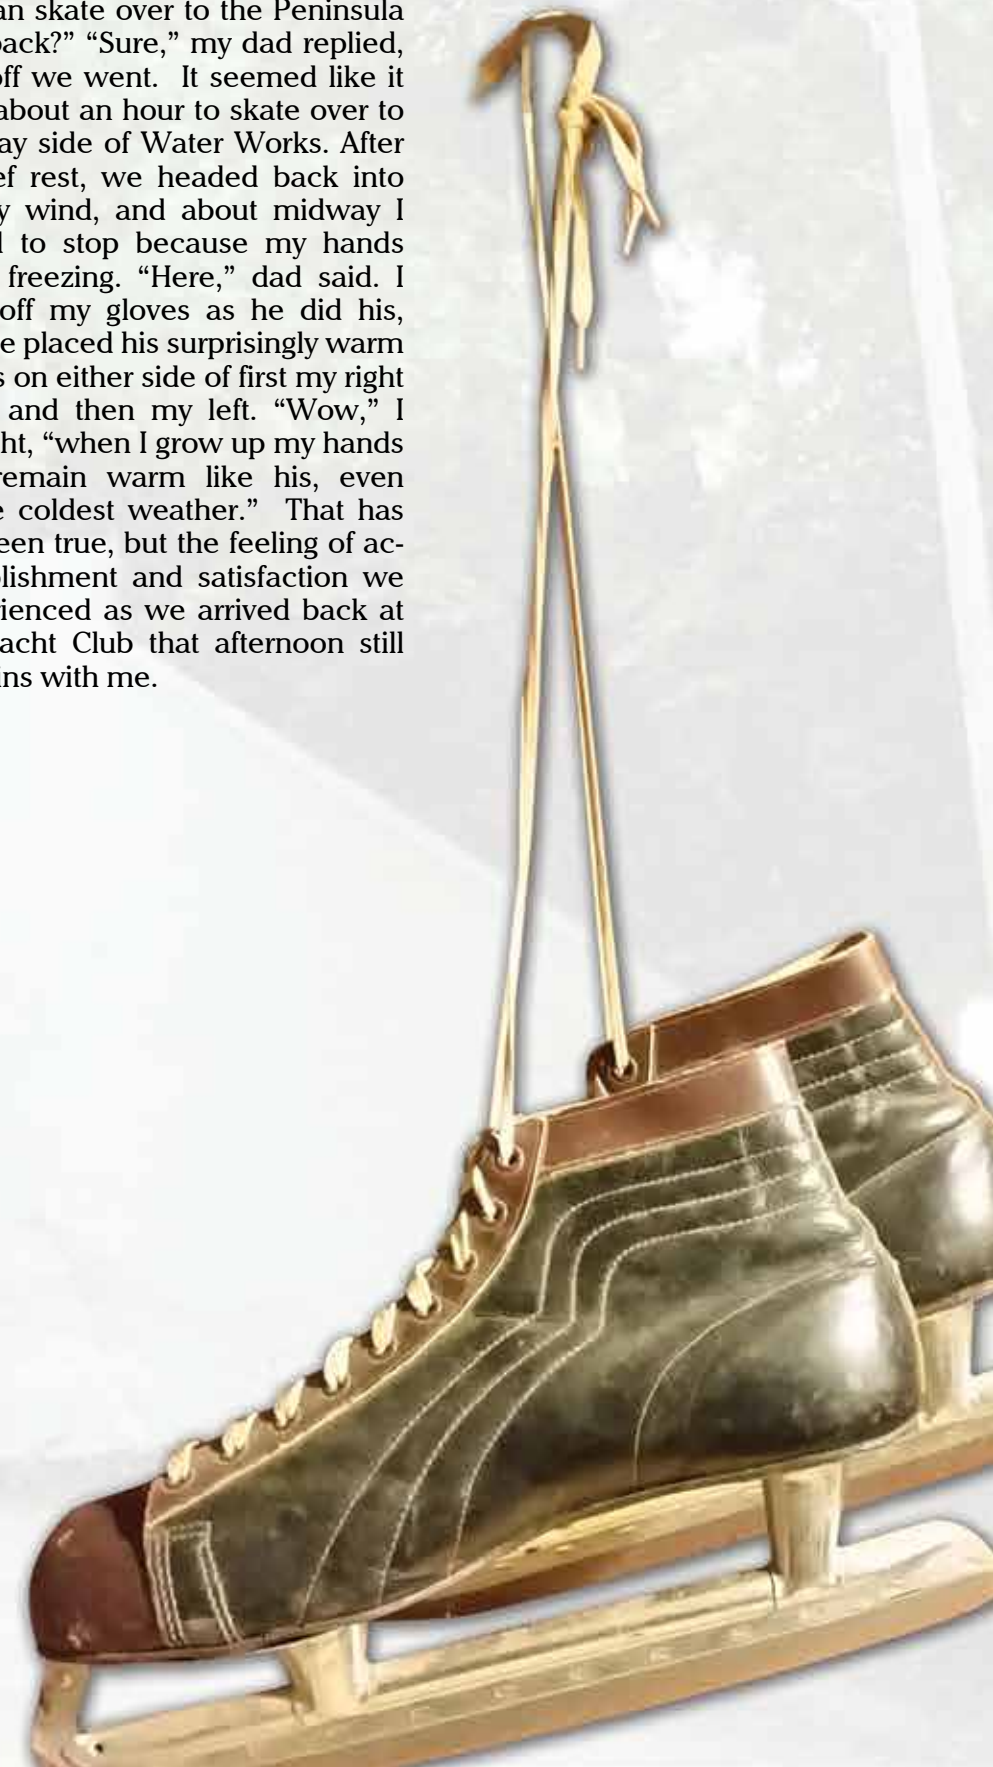 an skate over to the Peninsula
back?” “Sure,” my dad replied,
off we went. It seemed like it
about an hour to skate over to
ay side of Water Works. After
ef rest, we headed back into
y wind, and about midway I
d to stop because my hands
freezing. “Here,” dad said. I
off my gloves as he did his,
e placed his surprisingly warm
s on either side of first my right
and then my left. “Wow,” I
ht, “when I grow up my hands
remain warm like his, even
e coldest weather.” That has
een true, but the feeling of ac-
lishment and satisfaction we
rienced as we arrived back at
acht Club that afternoon still
ins with me.